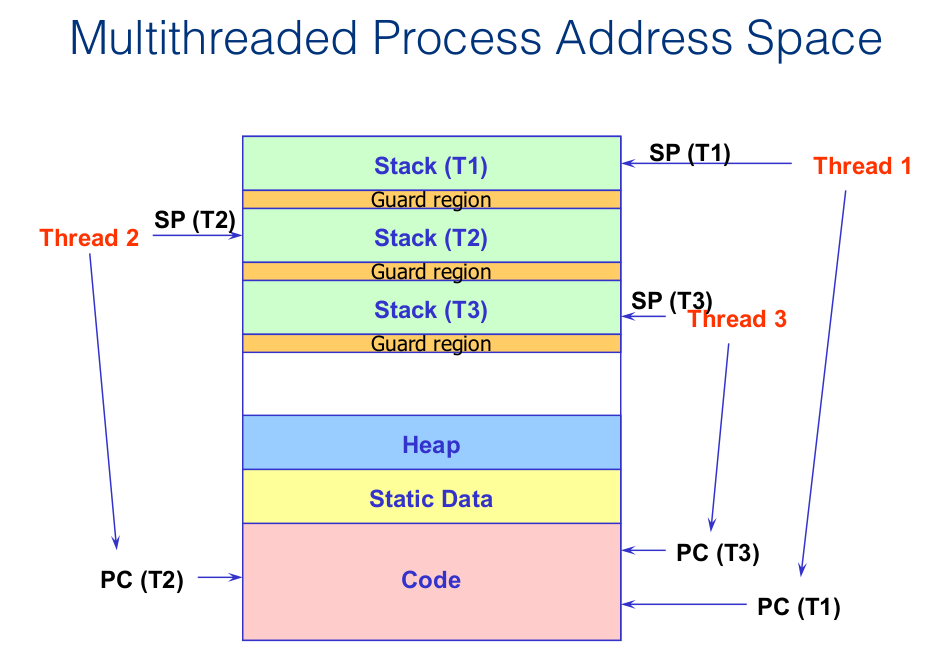 Multithreaded Process Address Space
Stack (T1)
SP (T1)
Thread 1
Guard region
SP (T2)
Thread 2
Stack (T2)
Guard region
Stack (T3)
SP (T3)
Thread 3
Guard region
Heap
Static Data
Code
PC (T3)
PC (T2)
PC (T1)